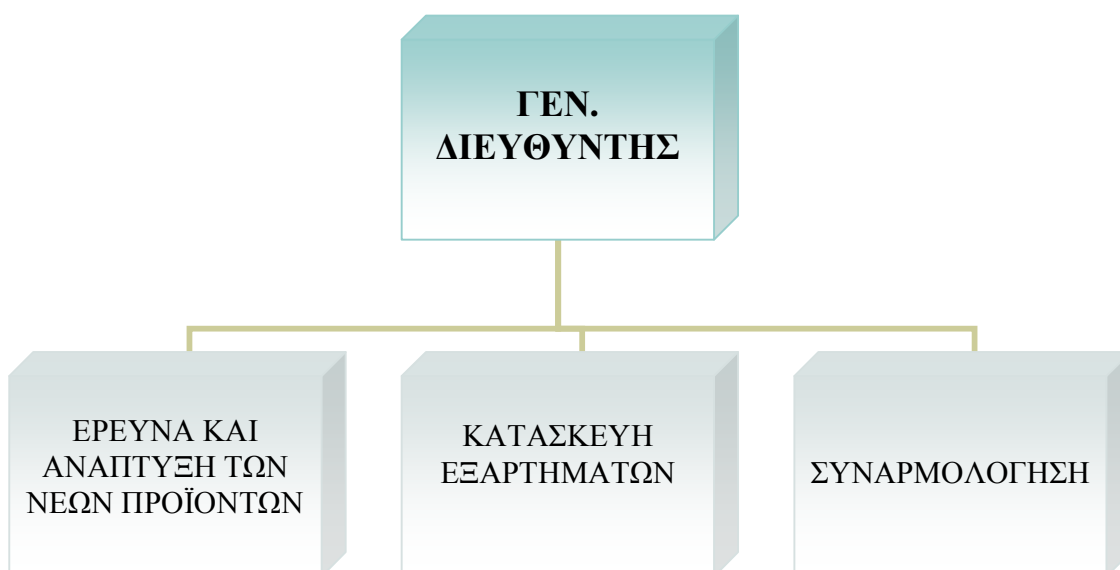 ΓΕΝ.
ΔΙΕΥΘΥΝΤΗΣ
ΕΡΕΥΝΑ ΚΑΙ
ΑΝΑΠΤΥΞΗ ΤΩΝ
ΝΕΩΝ ΠΡΟΪΟΝΤΩΝ
ΚΑΤΑΣΚΕΥΗ
ΕΞΑΡΤΗΜΑΤΩΝ
ΣΥΝΑΡΜΟΛΟΓΗΣΗ